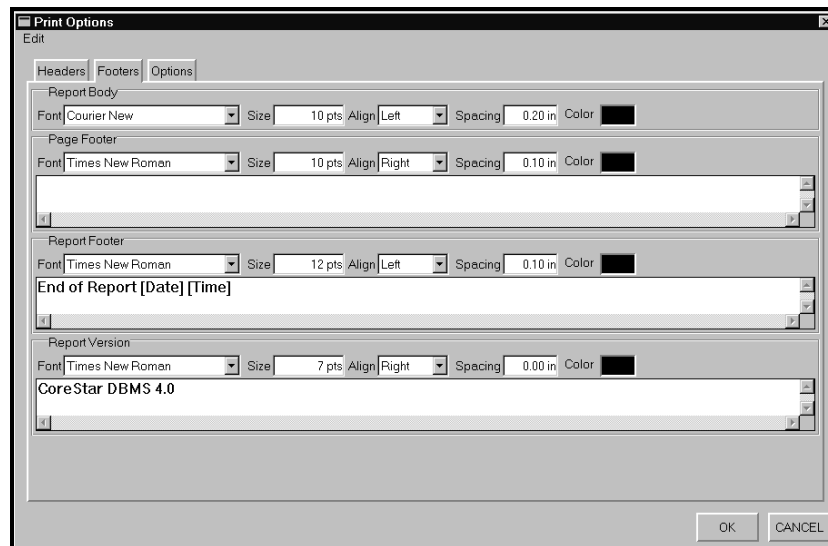 Print Options
Edit
Headers Footers Options
Report Body
Font Courier New Size 10 pts Align Left Spacing 0.20 in Color
Page Footer
Font Times New Roman Size 10 pts Align Right Spacing 0.10 in Color
Report Footer
Font Times New Roman Size 12 pts Align Left Spacing 0.10 in Color
End of Report [Date] [Time]
Report Version
Font Times New Roman Size 7 pts Align Right Spacing 0.00 in Color
CoreStar DBMS 4.0
OK CANCEL